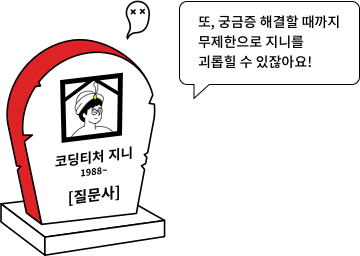 또, 궁금증 해결할 때까지
무제한으로 지니를
괴롭힐 수 있잖아요!
코딩티처 지니
1988~
[질문사]